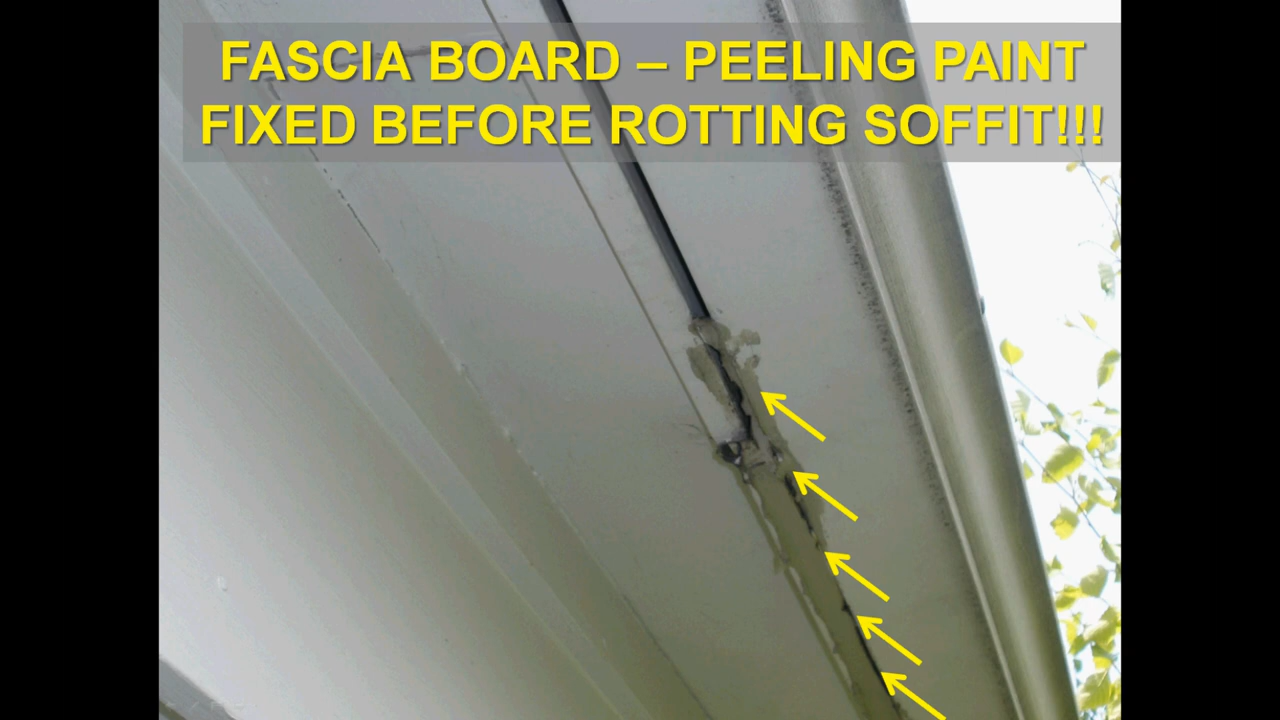 FASCIA BOARD – PEELING PAINT
FIXED BEFORE ROTTING SOFFIT!!!